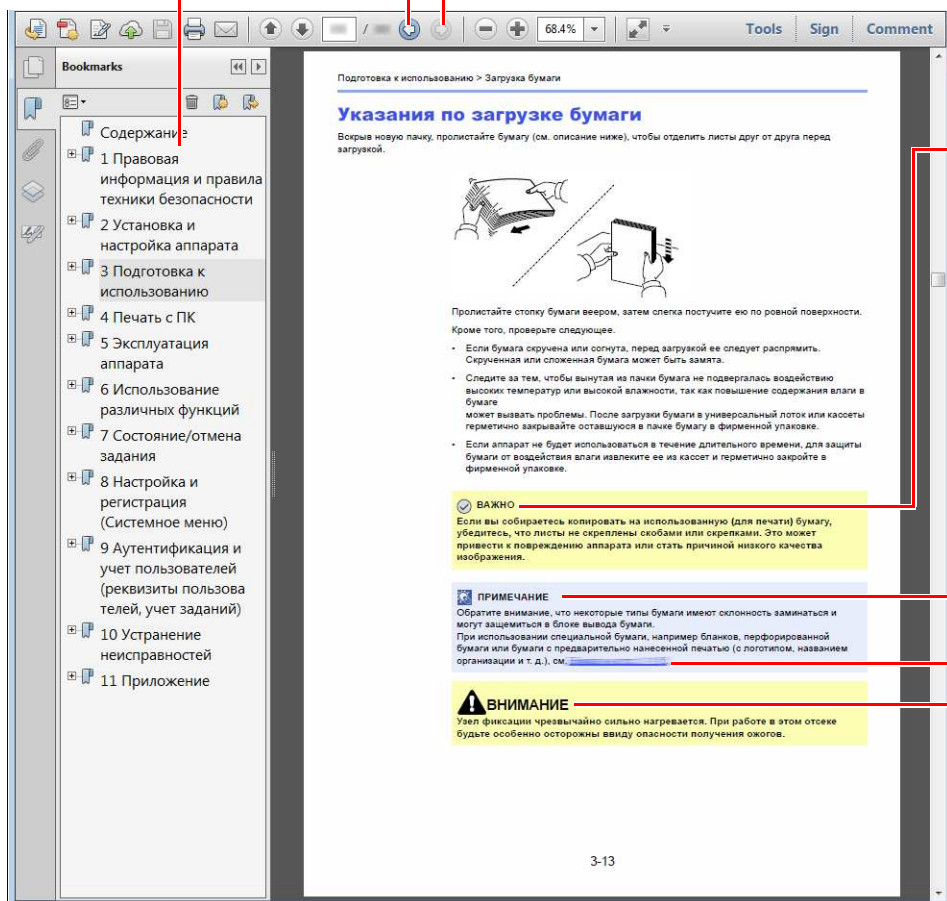 /
68.4%
Tools
Sign
Comment
Bookmarks
Содержание
1 Правовая
информация и правила
техники безопасности
2 Установка и
настройка аппарата
3 Подготовка к
использованию
4 Печать с ПК
5 Эксплуатация
аппарата
6 Использование
различных функций
7 Состояние/отмена
задания
8 Настройка и
регистрация
(Системное меню)
9 Аутентификация и
учет пользователей
(реквизиты пользова
телей, учет заданий)
10 Устранение
неисправностей
11 Приложение
Подготовка к использованию > Загрузка бумаги
Указания по загрузке бумаги
Вскрыв новую пачку, пролистайте бумагу (см. описание ниже), чтобы отделить листы друг от друга перед
загрузкой.
Пролистайте стопку бумаги веером, затем слегка постучите ею по ровной поверхности.
Кроме того, проверьте следующее.
• Если бумага скручена или согнута, перед загрузкой ее следует распрямить.
Скрученная или сложенная бумага может быть замята.
• Следите за тем, чтобы вынутая из пачки бумага не подвергалась воздействию
высоких температур или высокой влажности, так как повышение содержания влаги в
бумаге
может вызвать проблемы. После загрузки бумаги в универсальный лоток или кассеты
герметично закрывайте оставшуюся в пачке бумагу в фирменной упаковке.
• Если аппарат не будет использоваться в течение длительного времени, для защиты
бумаги от воздействия влаги извлеките ее из кассет и герметично закройте в
фирменной упаковке.
ВАЖНО
Если вы собираетесь копировать на использованную (для печати) бумагу,
убедитесь, что листы не скреплены скобами или скрепками. Это может
привести к повреждению аппарата или стать причиной низкого качества
изображения.
ПРИМЕЧАНИЕ
Обратите внимание, что некоторые типы бумаги имеют склонность заминаться и
могут защемиться в блоке вывода бумаги.
При использовании специальной бумаги, например бланков, перфорированной
бумаги или бумаги с предварительно нанесенной печатью (с логотипом, названием
организации и т. д.), см.
ВНИМАНИЕ
Узел фиксации чрезвычайно сильно нагревается. При работе в этом отсеке
будьте особенно осторожны ввиду опасности получения ожогов.
3-13